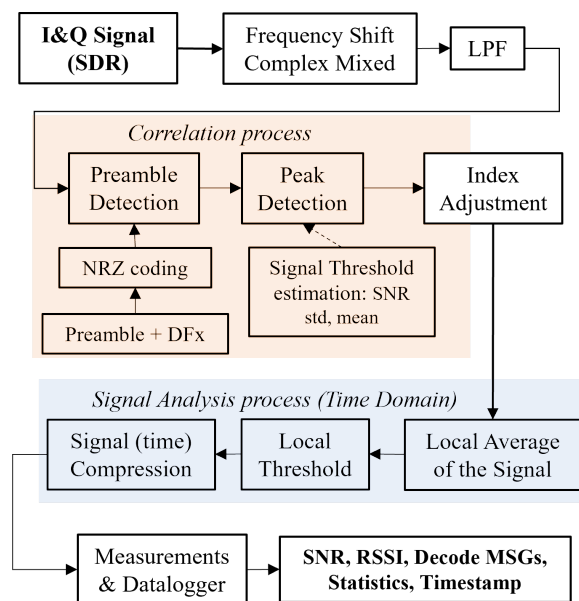 I&Q Signal
(SDR)
Frequency Shift
Complex Mixed
LPF
Correlation process
Preamble
Detection
Peak
Detection
Index
Adjustment
NRZ coding
Signal Threshold
estimation: SNR
std, mean
Preamble + DFx
Signal Analysis process (Time Domain)
Signal (time)
Compression
Local
Threshold
Local Average
of the Signal
Measurements
& Datalogger
SNR, RSSI, Decode MSGs,
Statistics, Timestamp